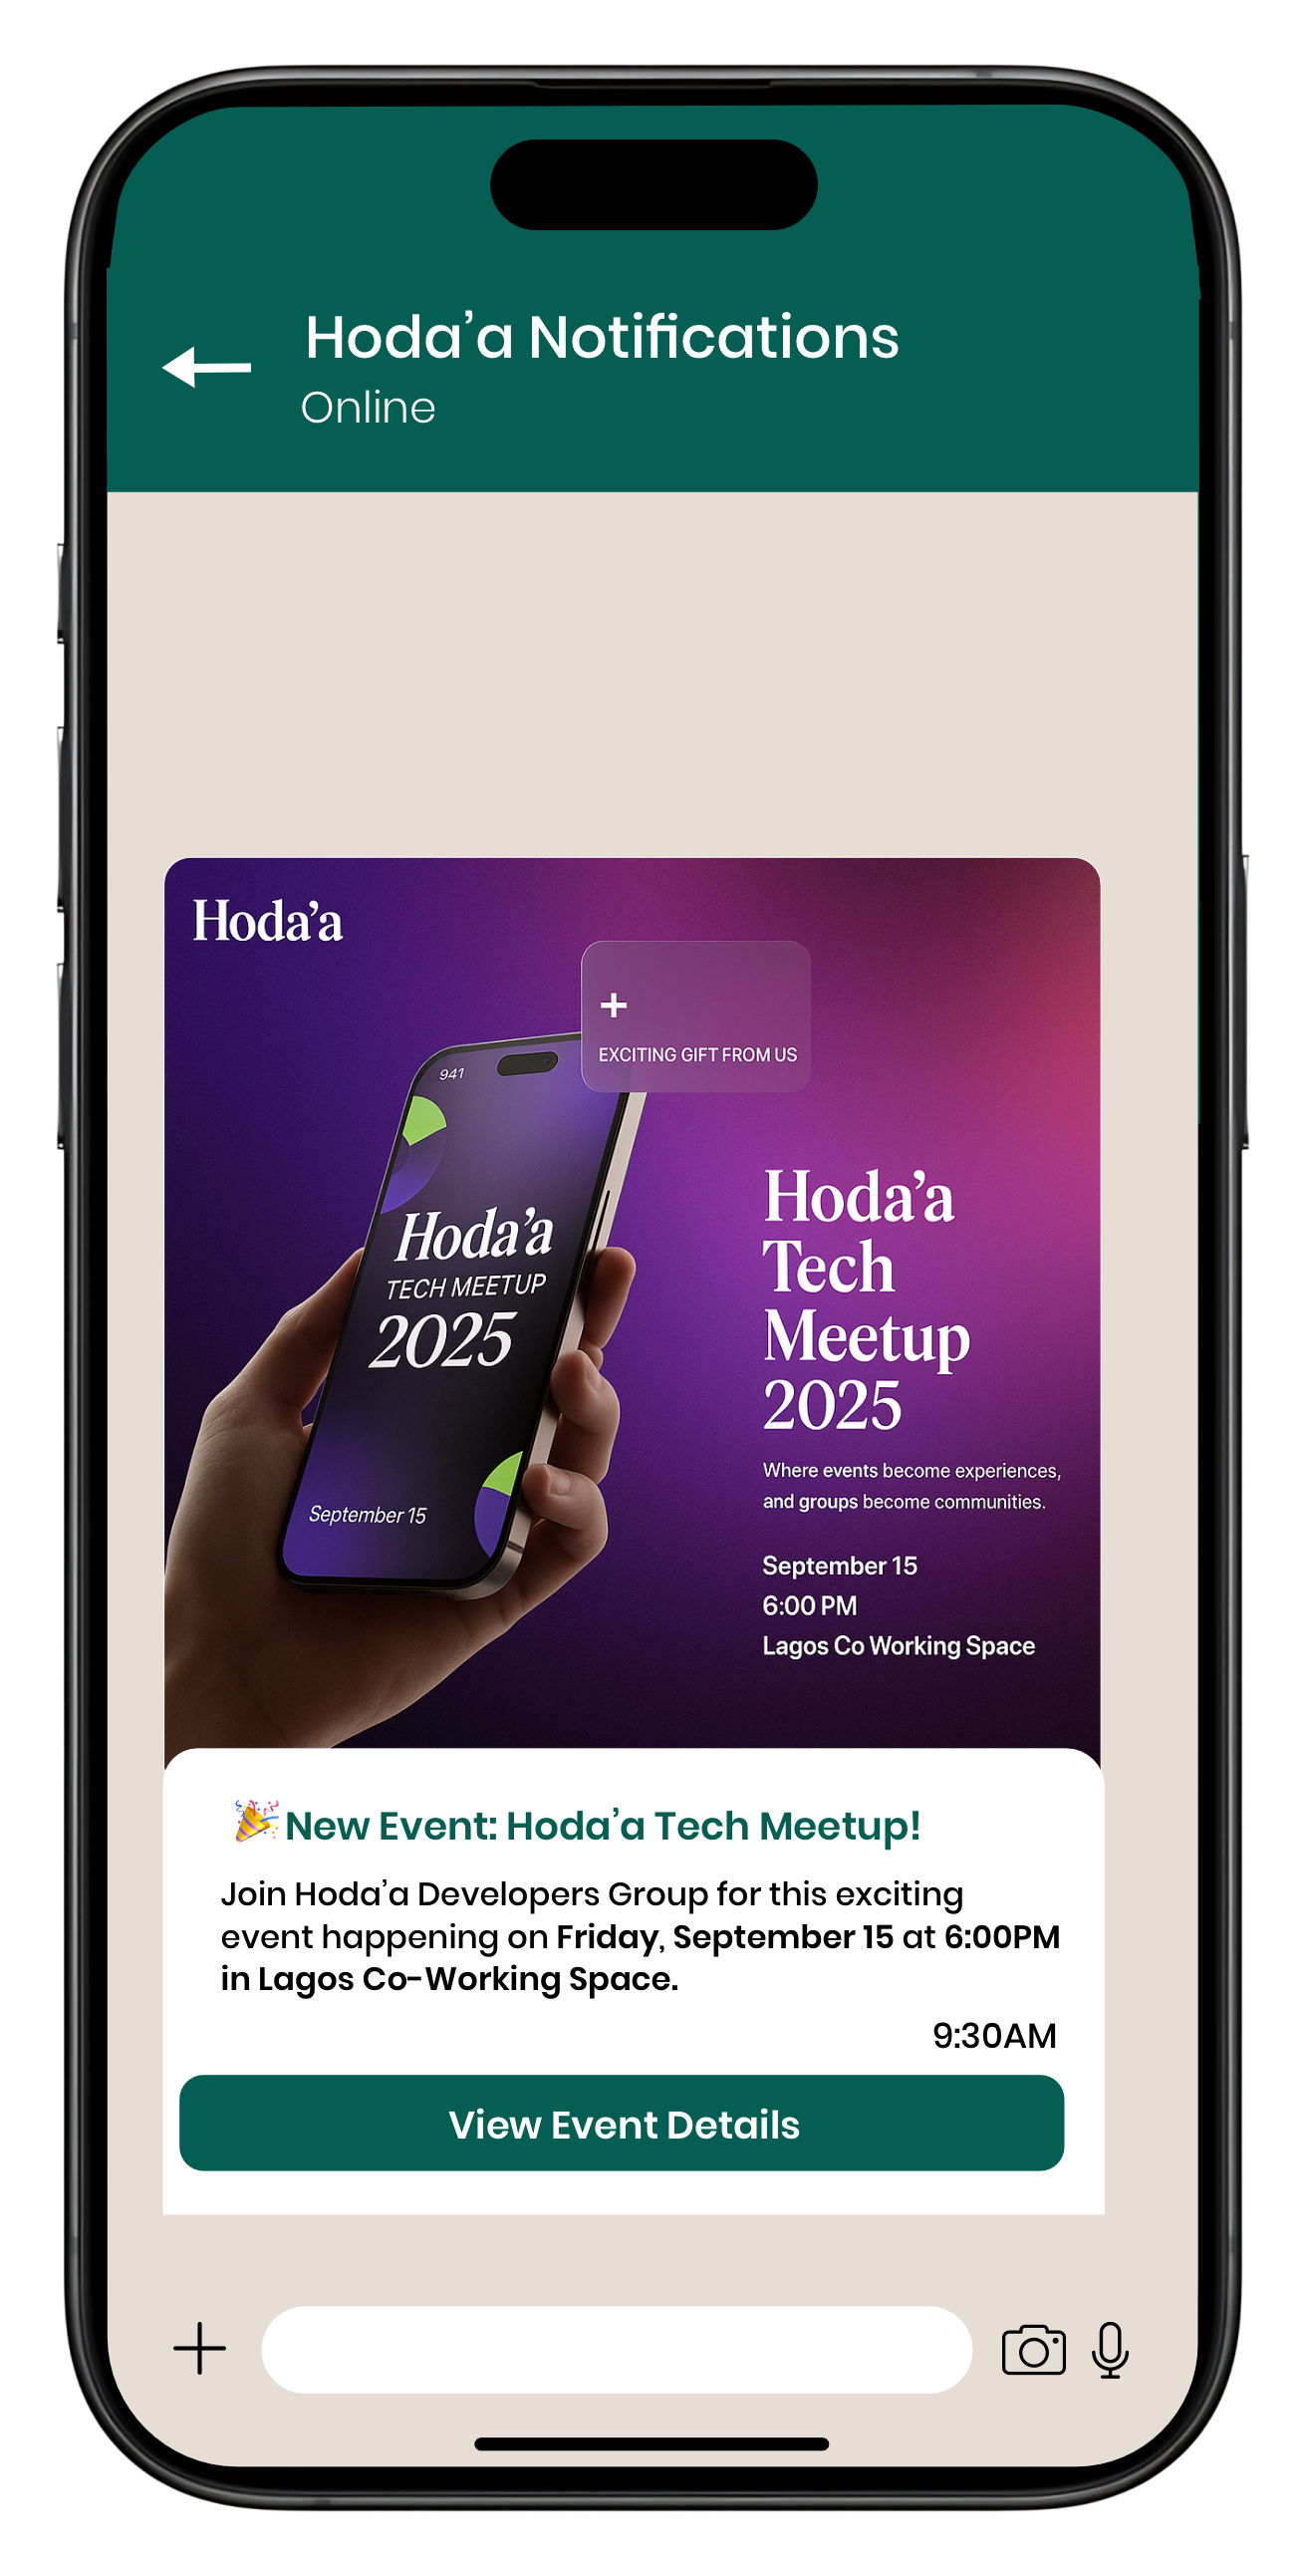 Hoda’a Notifications
Online
Hoda’a
+
EXCITING GIFT FROM US
941
Hoda’a
TECH MEETUP
2025
September 15
Hoda’a
Tech
Meetup
2025
Where events become experiences,
and groups become communities.
September 15
6:00 PM
Lagos Co Working Space
🎉New Event: Hoda’a Tech Meetup!
Join Hoda’a Developers Group for this exciting
event happening on Friday, September 15 at 6:00PM
in Lagos Co-Working Space.
9:30AM
View Event Details